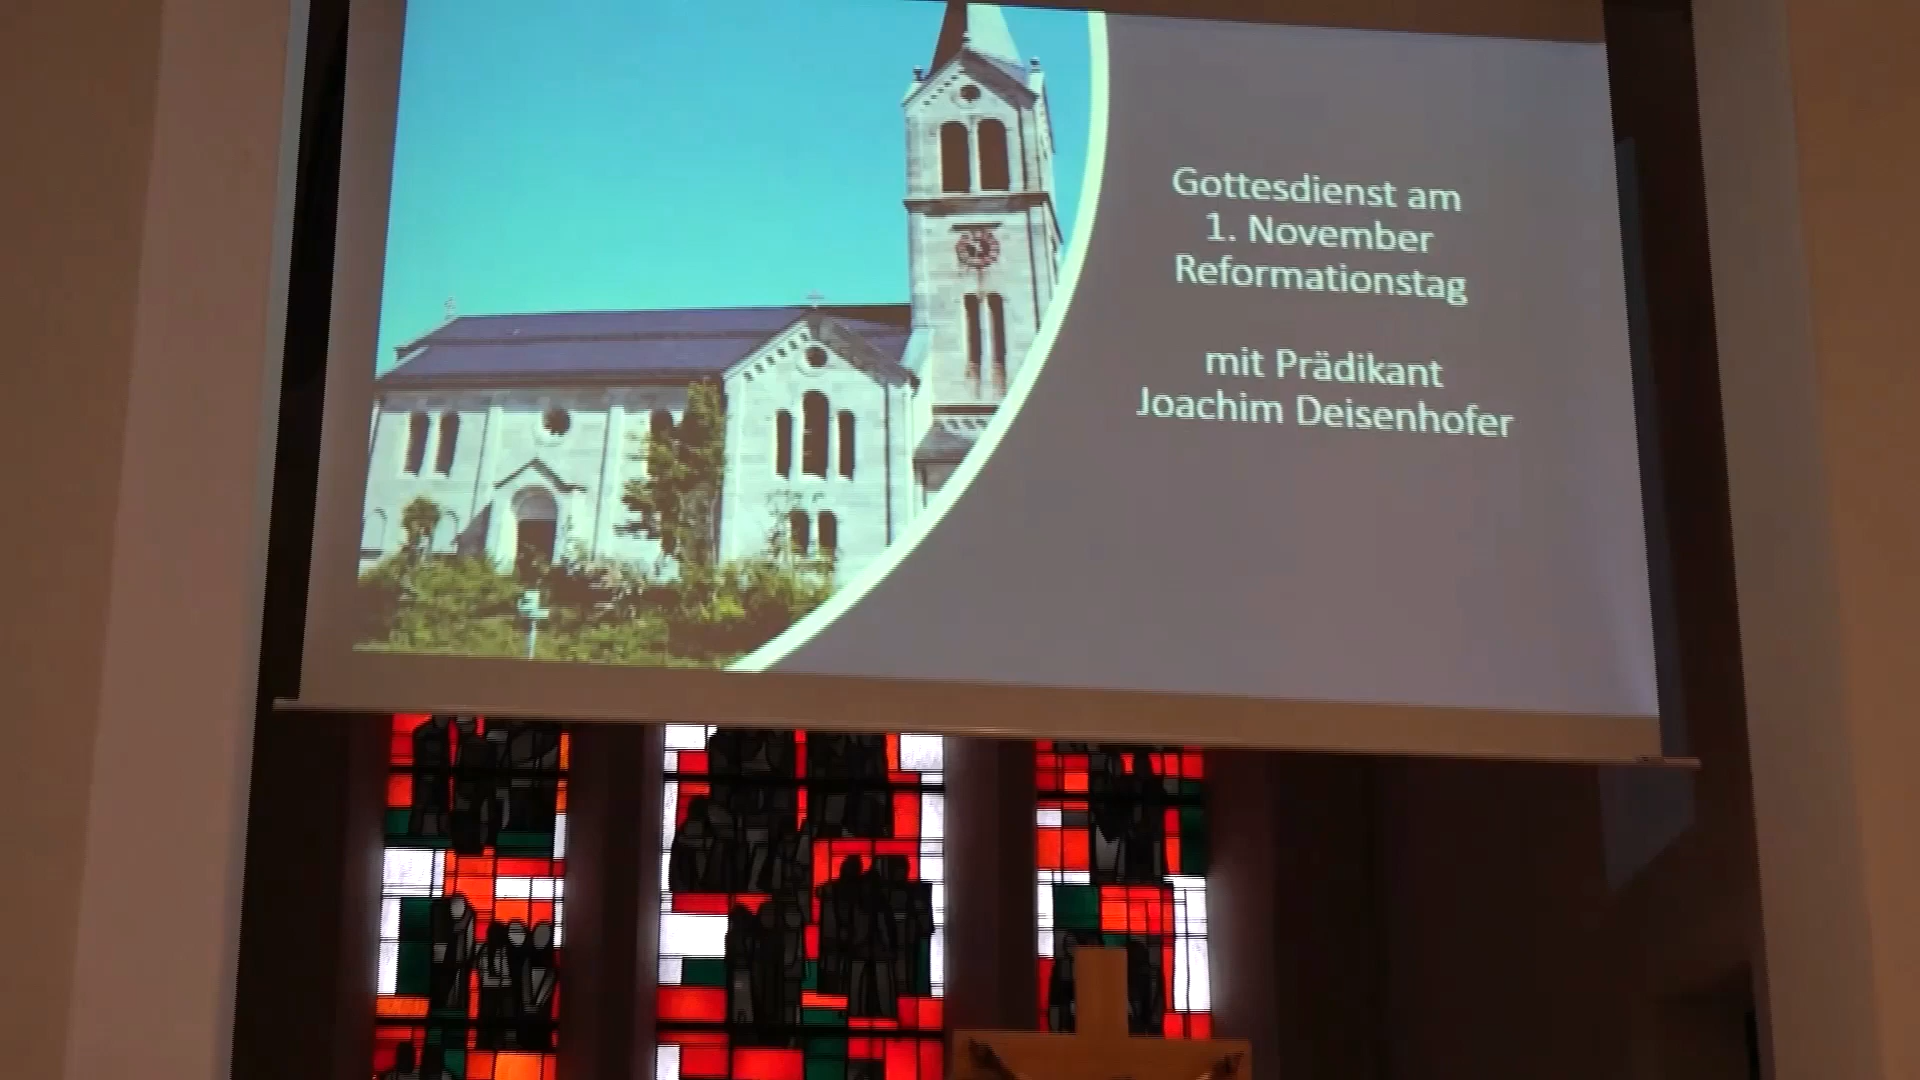 Gottesdienst am
1. November
Reformationstag
mit Prädikant
Joachim Deisenhofer